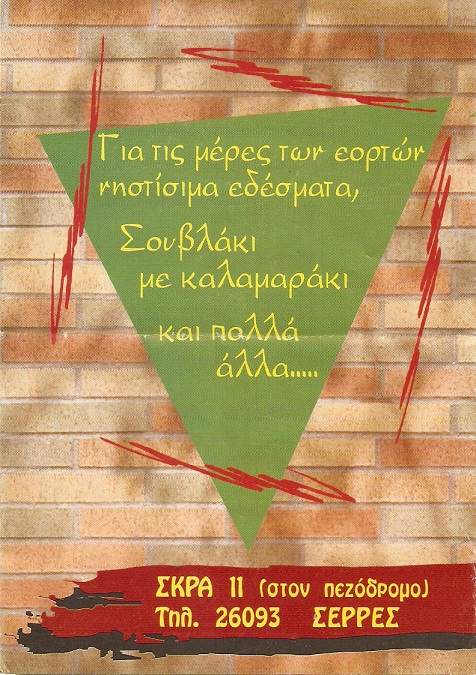 Για τις μέρες των εορτών
νηστίσιμα εδέσματα,
Σουβλάκι
με καλαμαράκι
και πολλά
άλλα.....
ΣΚΡΑ 11 (στον πεζόδρομο)
Τηλ. 26093 ΣΕΡΡΕΣ